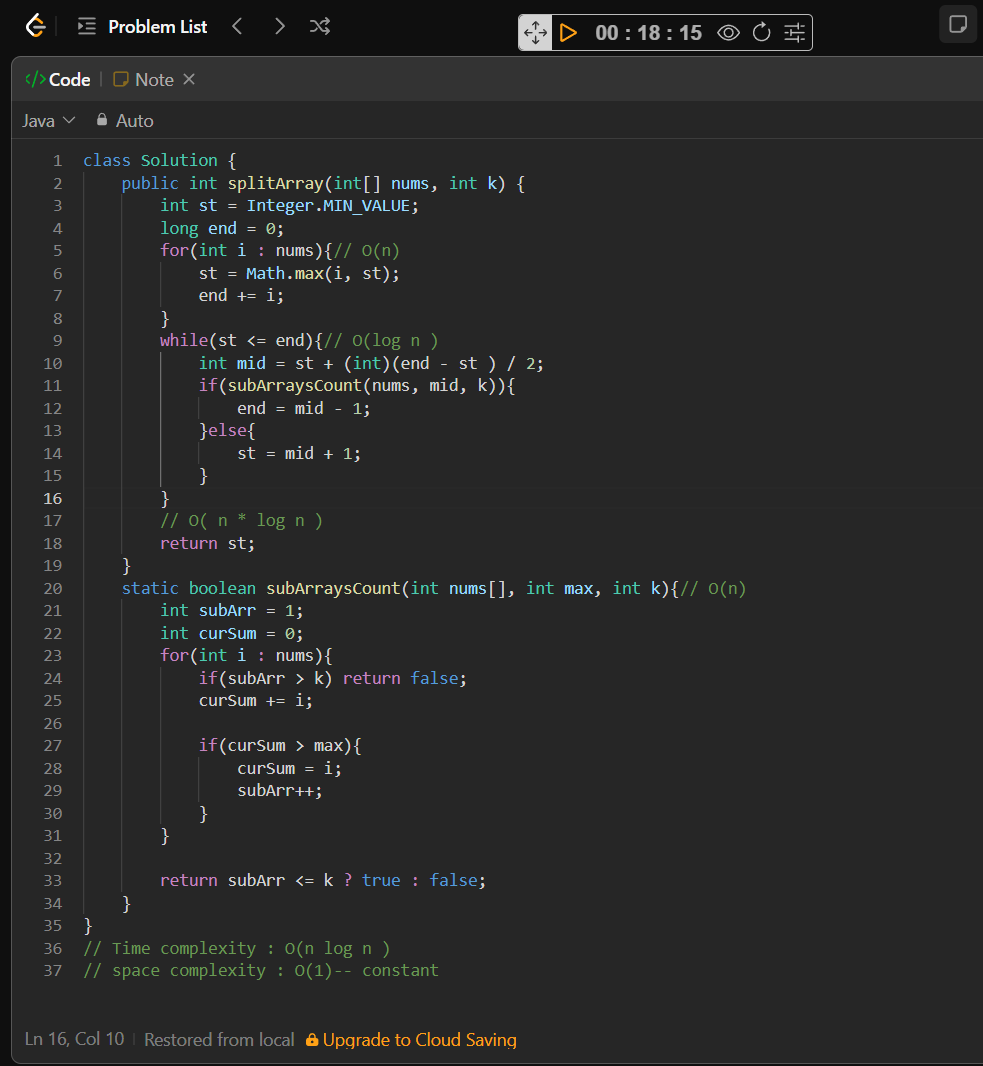 Problem List
00 : 18 : 15
</> Code | Note ×
Java Auto
1 class Solution {
2     public int splitArray(int[] nums, int k) {
3         int st = Integer.MIN_VALUE;
4         long end = 0;
5         for(int i : nums){// O(n)
6             st = Math.max(i, st);
7             end += i;
8         }
9         while(st <= end){// O(log n )
10             int mid = st + (int)(end - st ) / 2;
11             if(subArraysCount(nums, mid, k)){
12                 end = mid - 1;
13             }else{
14                 st = mid + 1;
15             }
16         }
17         // O( n * log n )
18         return st;
19     }
20     static boolean subArraysCount(int nums[], int max, int k){// O(n)
21         int subArr = 1;
22         int curSum = 0;
23         for(int i : nums){
24             if(subArr > k) return false;
25             curSum += i;
26
27             if(curSum > max){
28                 curSum = i;
29                 subArr++;
30             }
31         }
32
33         return subArr <= k ? true : false;
34     }
35 }
36 // Time complexity : O(n log n )
37 // space complexity : O(1)-- constant
Ln 16, Col 10 | Restored from local Upgrade to Cloud Saving